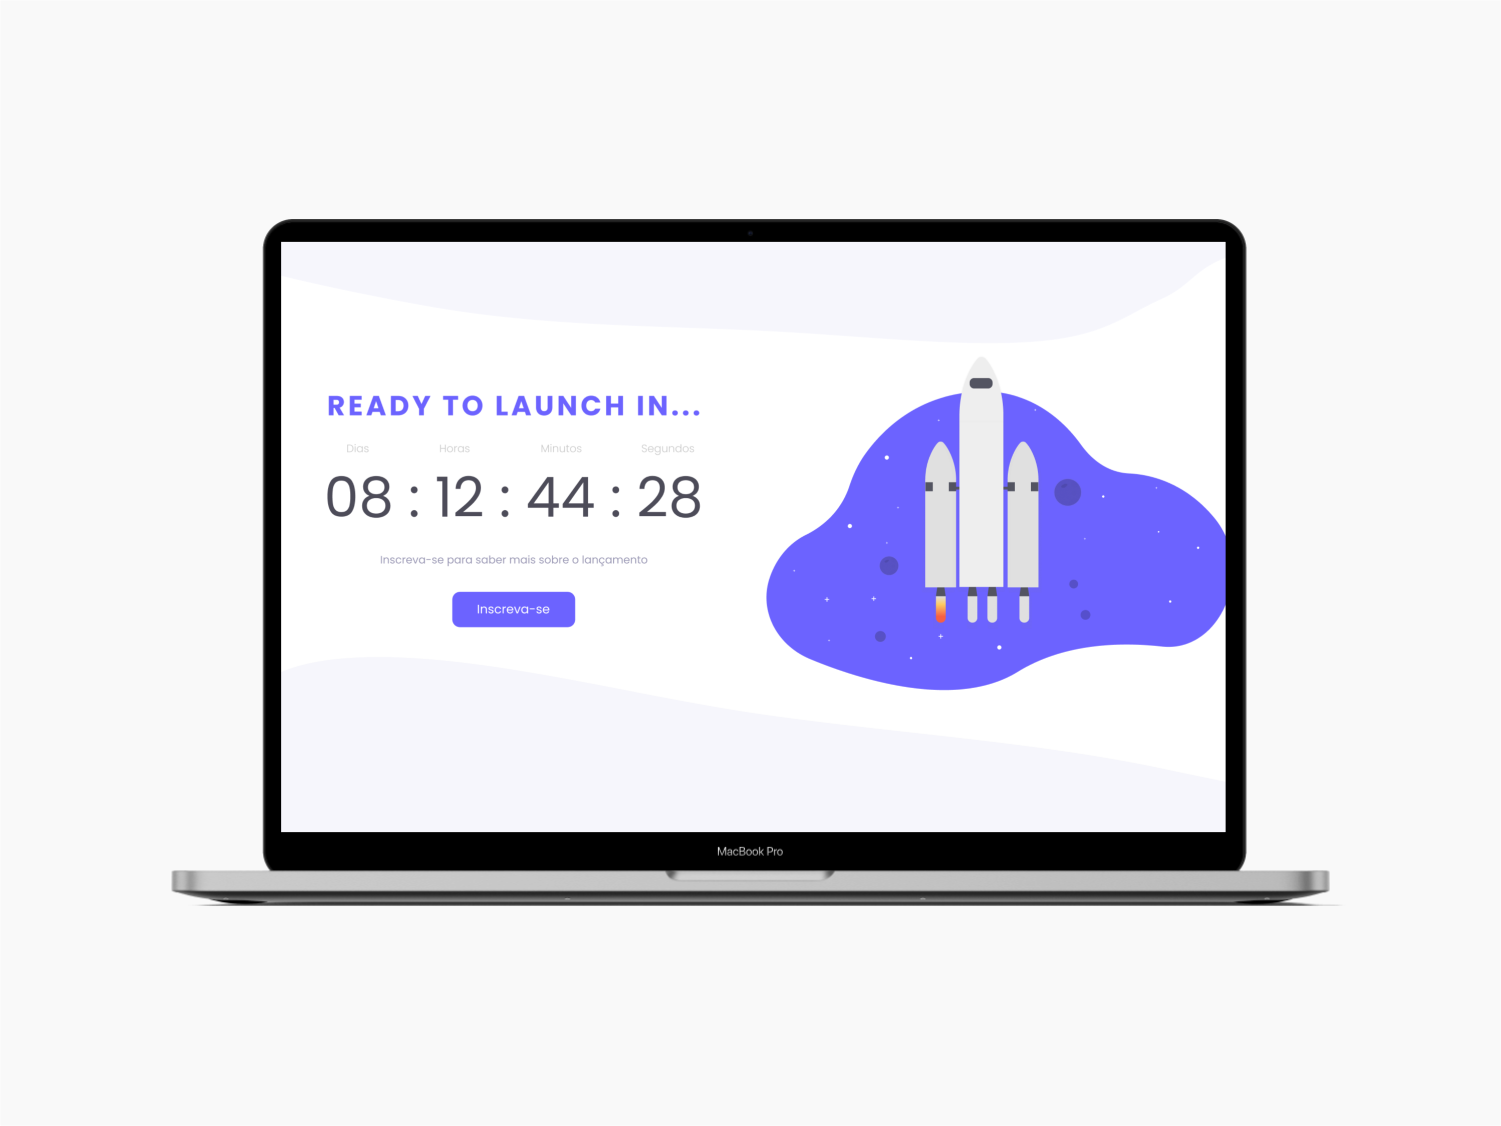 READY TO LAUNCH IN...
Dias Horas Minutos Segundos
08 : 12 : 44 : 28
Inscreva-se para saber mais sobre o lançamento
Inscreva-se
MacBook Pro